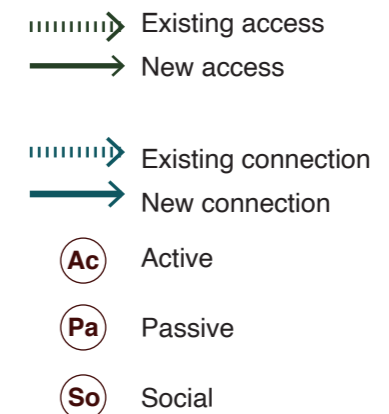 Existing access
New access
Existing connection
New connection
Ac Active
Pa Passive
So Social